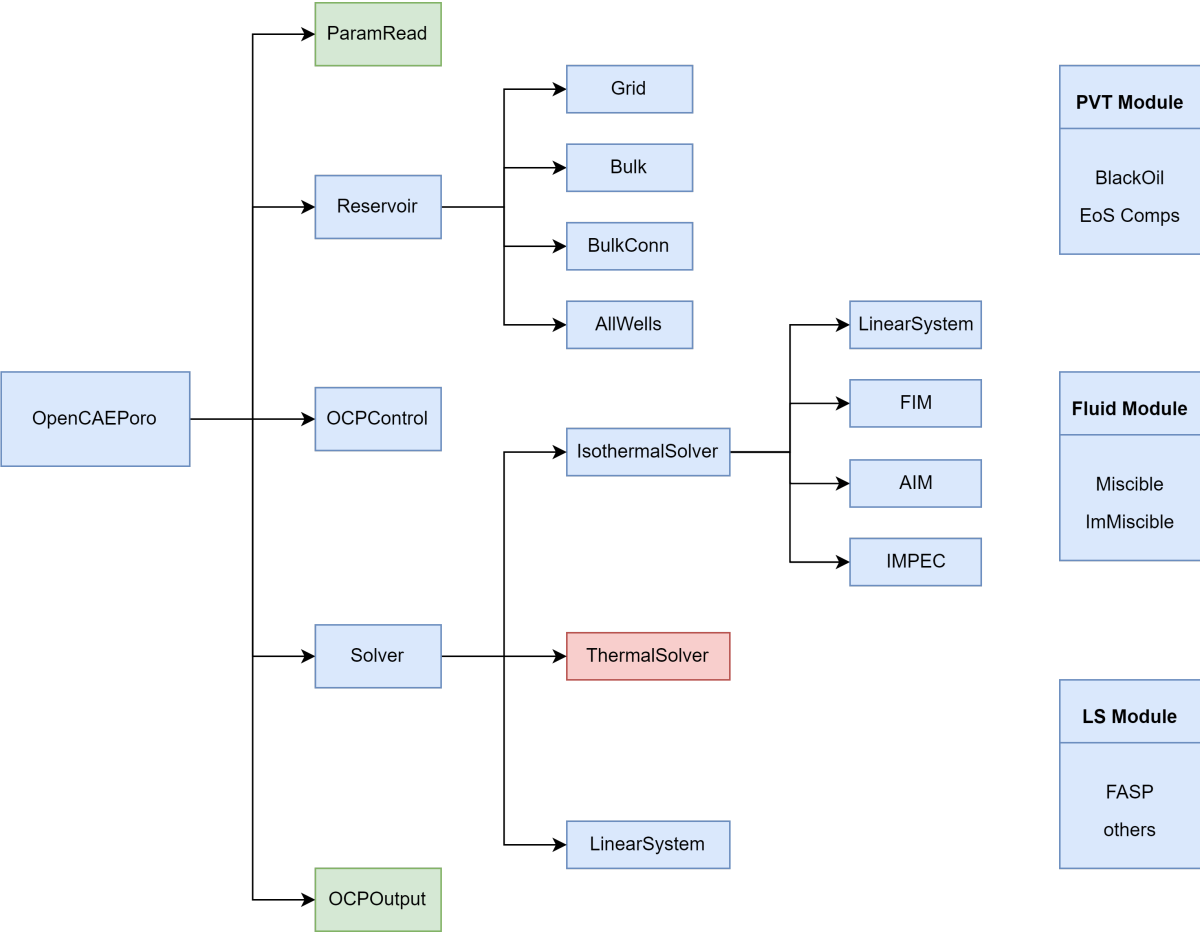 ParamRead
Grid
PVT Module
Bulk
BlackOil
Reservoir
EoS Comps
BulkConn
AllWells
LinearSystem
FIM
Fluid Module
OpenCAEPoro
OCPControl
IsothermalSolver
AIM
Miscible
ImMiscible
IMPEC
Solver
ThermalSolver
LS Module
FASP
others
LinearSystem
OCPOutput